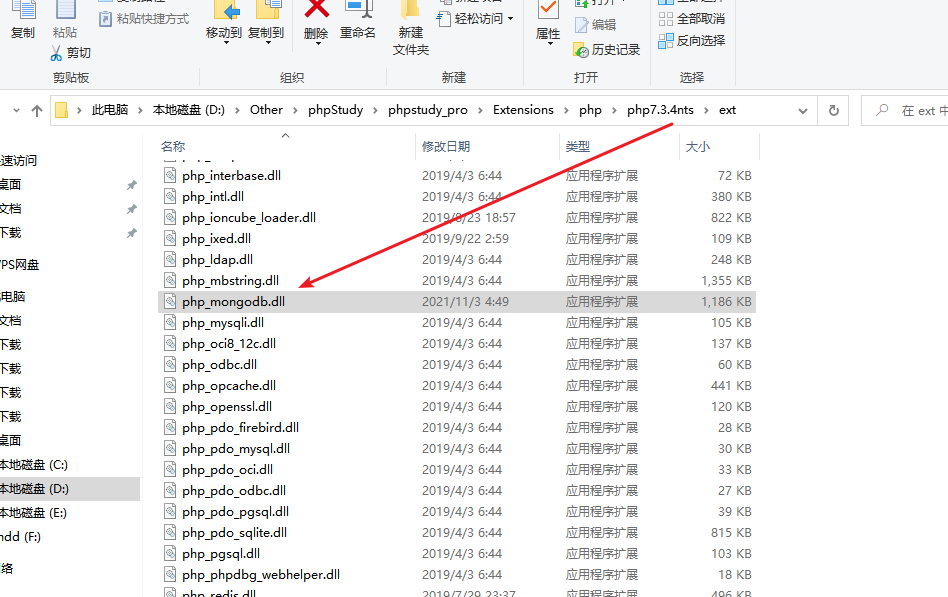 复制
粘贴
粘贴快捷方式
剪切
移动到 复制到
删除 重命名
新建
文件夹
轻松访问
属性
打开
编辑
历史记录
全部取消
反向选择
剪贴板 组织 新建 打开 选择
此电脑 本地磁盘 (D:) Other phpStudy phpstudy_pro Extensions php php7.3.4nts ext
在 ext 中
名称 修改日期 类型 大小
php_interbase.dll 2019/4/3 6:44 应用程序扩展 72 KB
php_intl.dll 2019/4/3 6:44 应用程序扩展 380 KB
php_ioncube_loader.dll 2019/8/23 18:57 应用程序扩展 822 KB
php_ixed.dll 2019/9/22 2:59 应用程序扩展 109 KB
php_ldap.dll 2019/4/3 6:44 应用程序扩展 248 KB
php_mbstring.dll 2019/4/3 6:44 应用程序扩展 1,355 KB
php_mongodb.dll 2021/11/3 4:49 应用程序扩展 1,186 KB
php_mysqli.dll 2019/4/3 6:44 应用程序扩展 105 KB
php_oci8_12c.dll 2019/4/3 6:44 应用程序扩展 137 KB
php_odbc.dll 2019/4/3 6:44 应用程序扩展 60 KB
php_opcache.dll 2019/4/3 6:44 应用程序扩展 441 KB
php_openssl.dll 2019/4/3 6:44 应用程序扩展 120 KB
php_pdo_firebird.dll 2019/4/3 6:44 应用程序扩展 28 KB
php_pdo_mysql.dll 2019/4/3 6:44 应用程序扩展 30 KB
php_pdo_oci.dll 2019/4/3 6:44 应用程序扩展 33 KB
php_pdo_odbc.dll 2019/4/3 6:44 应用程序扩展 27 KB
php_pdo_pgsql.dll 2019/4/3 6:44 应用程序扩展 39 KB
php_pdo_sqlite.dll 2019/4/3 6:44 应用程序扩展 815 KB
php_pgsql.dll 2019/4/3 6:44 应用程序扩展 103 KB
php_phpdbg_webhelper.dll 2019/4/3 6:44 应用程序扩展 18 KB
php_redis.dll 2019/7/29 23:37 应用程序扩展 496 KB
速访问
桌面
文档
下载
PS网盘
电脑
文档
下载
下载
下载
下载
桌面
本地磁盘 (C:)
本地磁盘 (D:)
本地磁盘 (E:)
hdd (F:)
络